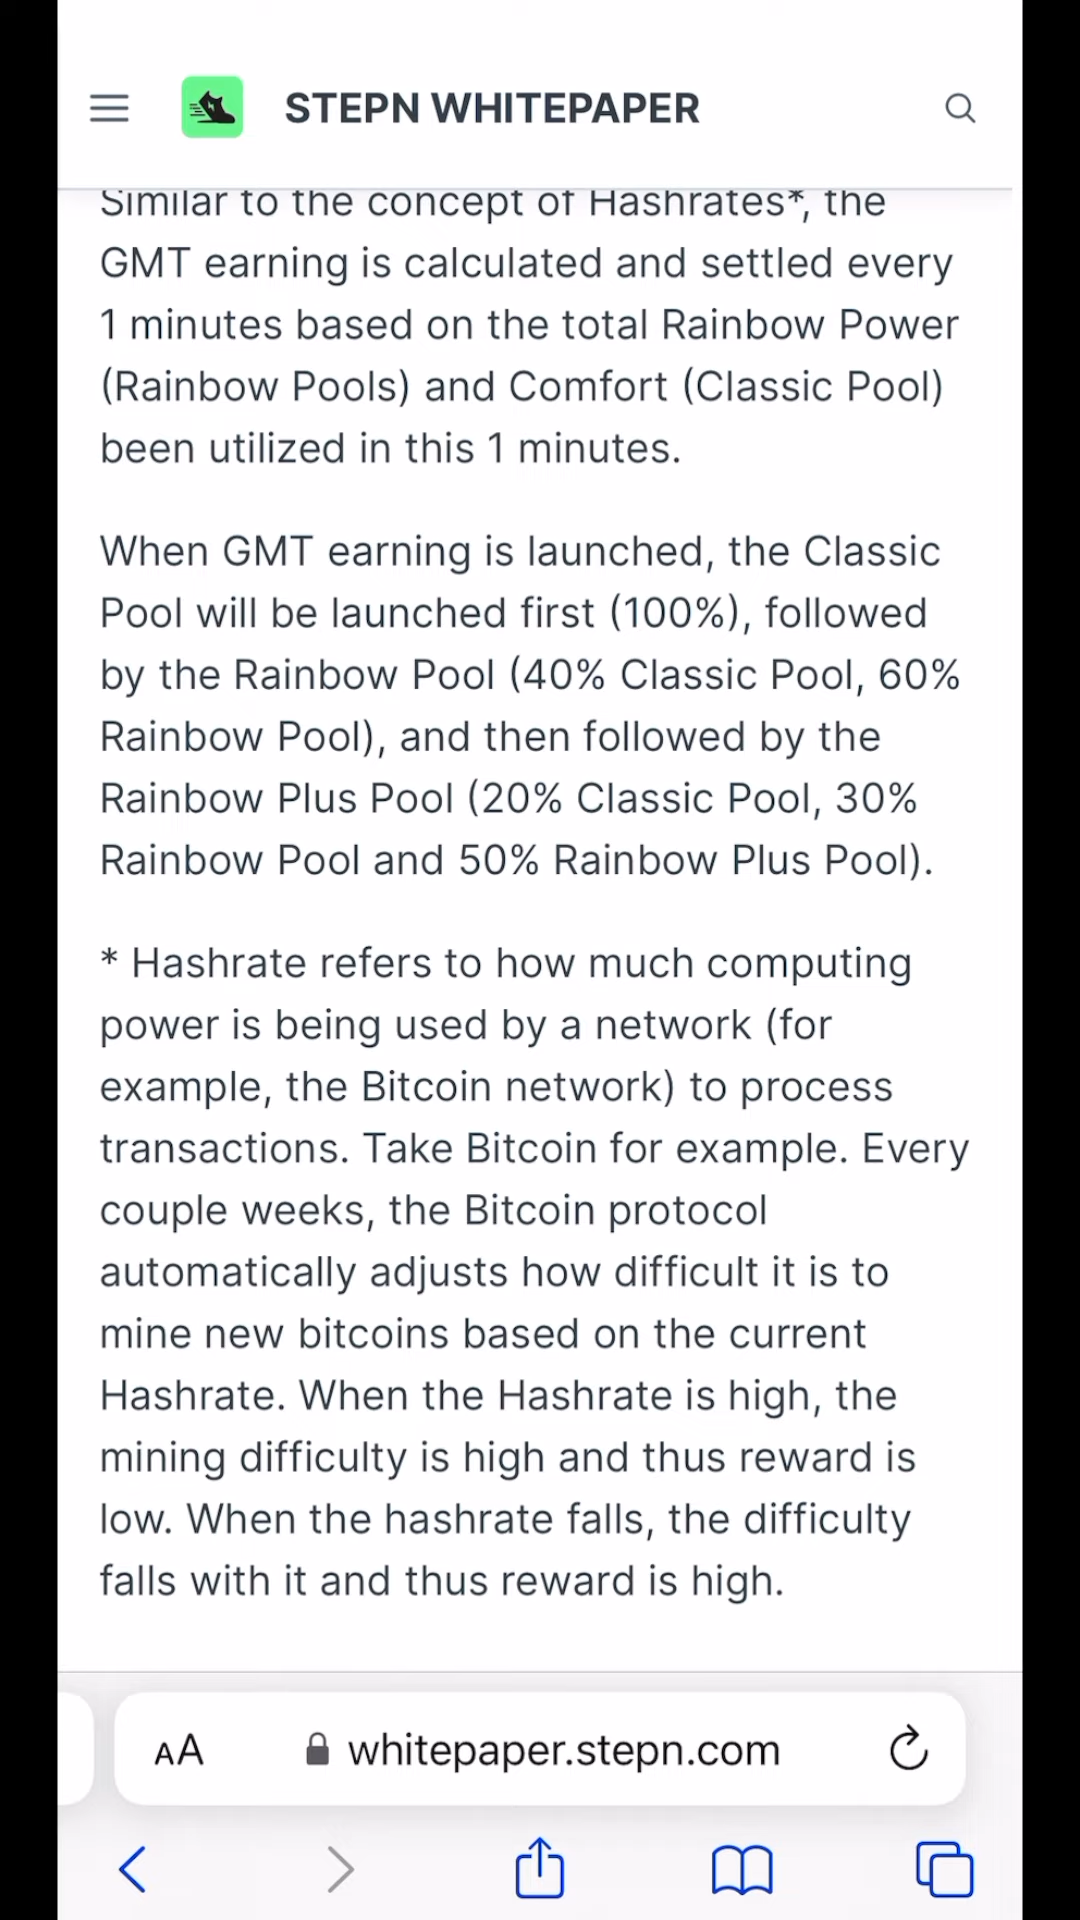 STEPN WHITEPAPER
Similar to the concept of Hashrates*, the
GMT earning is calculated and settled every
1 minutes based on the total Rainbow Power
(Rainbow Pools) and Comfort (Classic Pool)
been utilized in this 1 minutes.
When GMT earning is launched, the Classic
Pool will be launched first (100%), followed
by the Rainbow Pool (40% Classic Pool, 60%
Rainbow Pool), and then followed by the
Rainbow Plus Pool (20% Classic Pool, 30%
Rainbow Pool and 50% Rainbow Plus Pool).
* Hashrate refers to how much computing
power is being used by a network (for
example, the Bitcoin network) to process
transactions. Take Bitcoin for example. Every
couple weeks, the Bitcoin protocol
automatically adjusts how difficult it is to
mine new bitcoins based on the current
Hashrate. When the Hashrate is high, the
mining difficulty is high and thus reward is
low. When the hashrate falls, the difficulty
falls with it and thus reward is high.
AA whitepaper.stepn.com